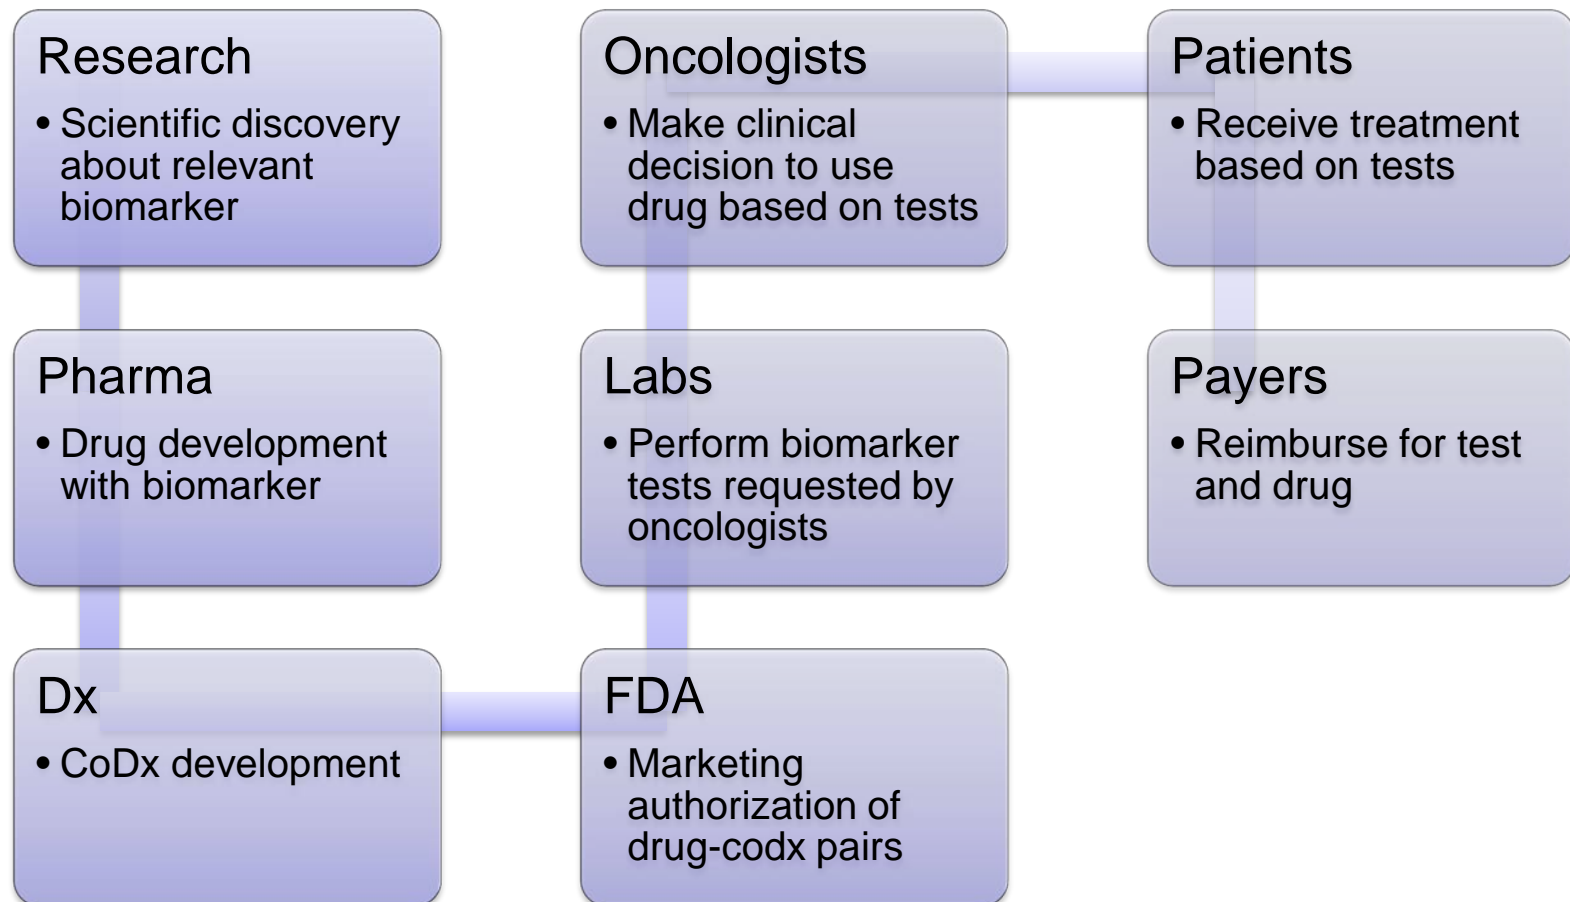 Research
• Scientific discovery
about relevant
biomarker
Pharma
• Drug development
with biomarker
Dx
• CoDx development
FDA
• Marketing
authorization of
drug-codx pairs
Labs
• Perform biomarker
tests requested by
oncologists
Oncologists
• Make clinical
decision to use
drug based on tests
Patients
• Receive treatment
based on tests
Payers
• Reimburse for test
and drug